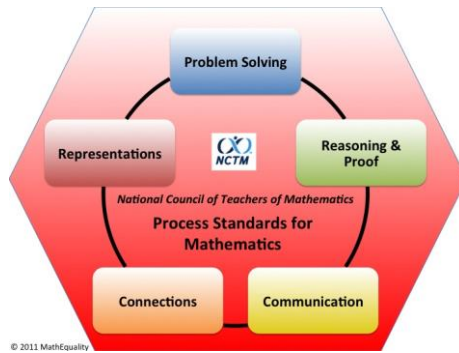 Problem Solving
Representations
NCTM
Reasoning &
Proof
National Council of Teachers of Mathematics
Process Standards for
Mathematics
Connections
Communication
© 2011 MathEquality